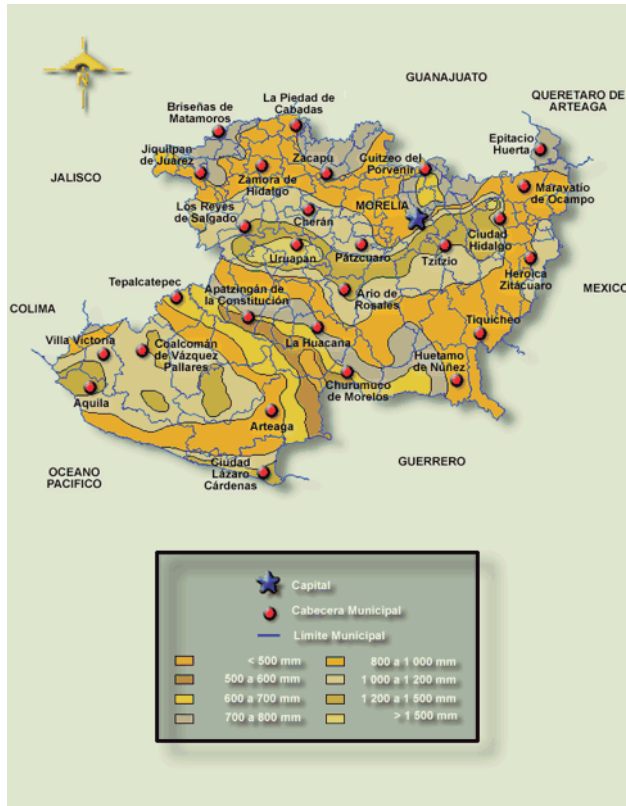 N
GUANAJUATO
QUERETARO DE
ARTEAGA
La Piedad de
Cabadas
Briseñas de
Matamoros
Epitacio
Huerta
Jiquilpan
de Juárez
Zacapu
Cuitzeo del
Porvenir
JALISCO
Zamora de
Hidalgo
Maravatio
de Ocampo
Los Reyes
de Salgado
Cherán
MORELIA
Ciudad
Hidalgo
Uruapan
Pátzcuaro
Tzitzio
Heroica
Zitácuaro
Tepalcatepec
Apatzingán de
la Constitución
Ario de
Rosales
MEXICO
COLIMA
Villa Victoria
Coalcomán
de Vázquez
Pallares
La Huacana
Tiquicheo
Huetamo
de Núñez
Aquila
Churumuco
de Morelos
Arteaga
OCEANO
PACIFICO
Ciudad
Lázaro
Cárdenas
GUERRERO
Capital
Cabecera Municipal
Límite Municipal
< 500 mm
800 a 1 000 mm
500 a 600 mm
1 000 a 1 200 mm
600 a 700 mm
1 200 a 1 500 mm
700 a 800 mm
> 1 500 mm